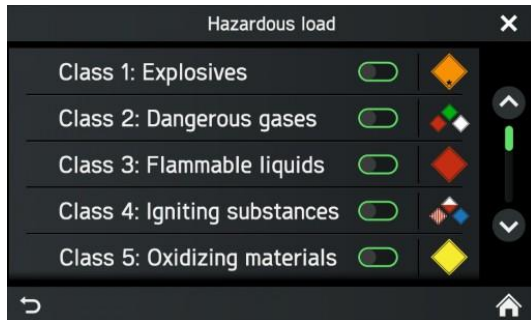 Hazardous load
Class 1: Explosives
Class 2: Dangerous gases
Class 3: Flammable liquids
Class 4: Igniting substances
Class 5: Oxidizing materials